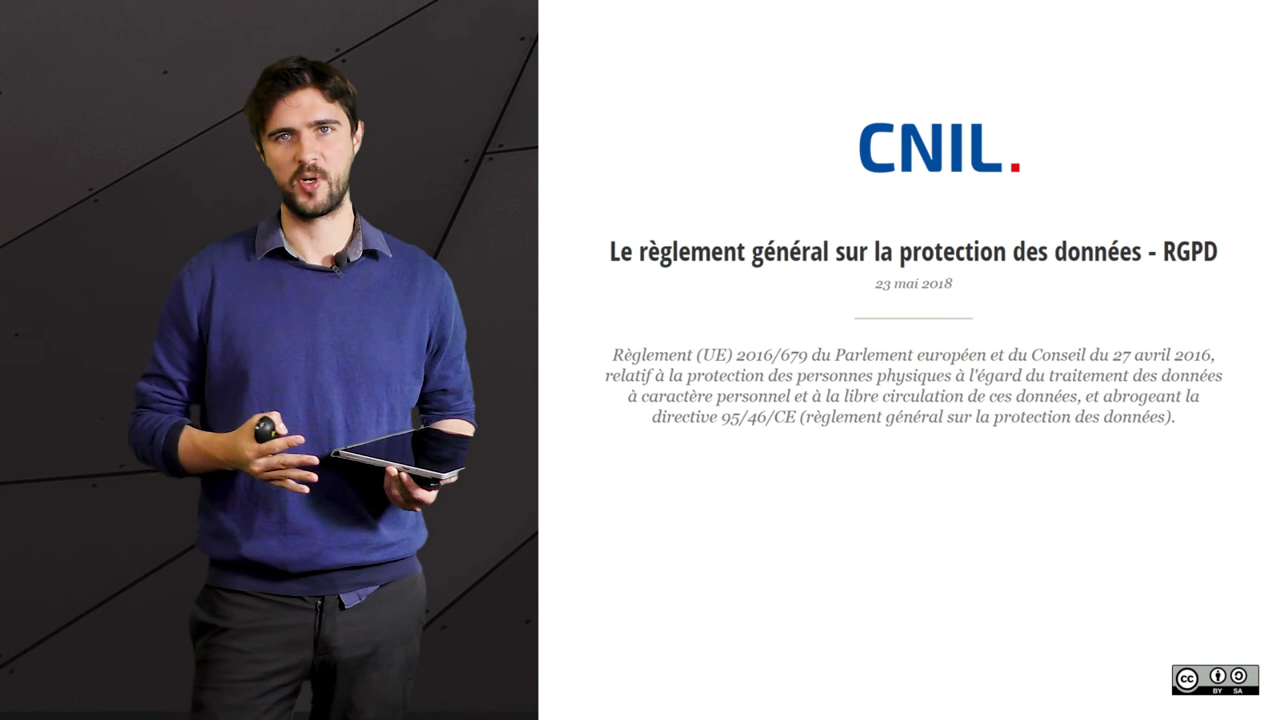 CNIL.
Le règlement général sur la protection des données - RGPD
23 mai 2018
Règlement (UE) 2016/679 du Parlement européen et du Conseil du 27 avril 2016,
relatif à la protection des personnes physiques à l'égard du traitement des données
à caractère personnel et à la libre circulation de ces données, et abrogeant la
directive 95/46/CE (règlement général sur la protection des données).
cc
BY SA